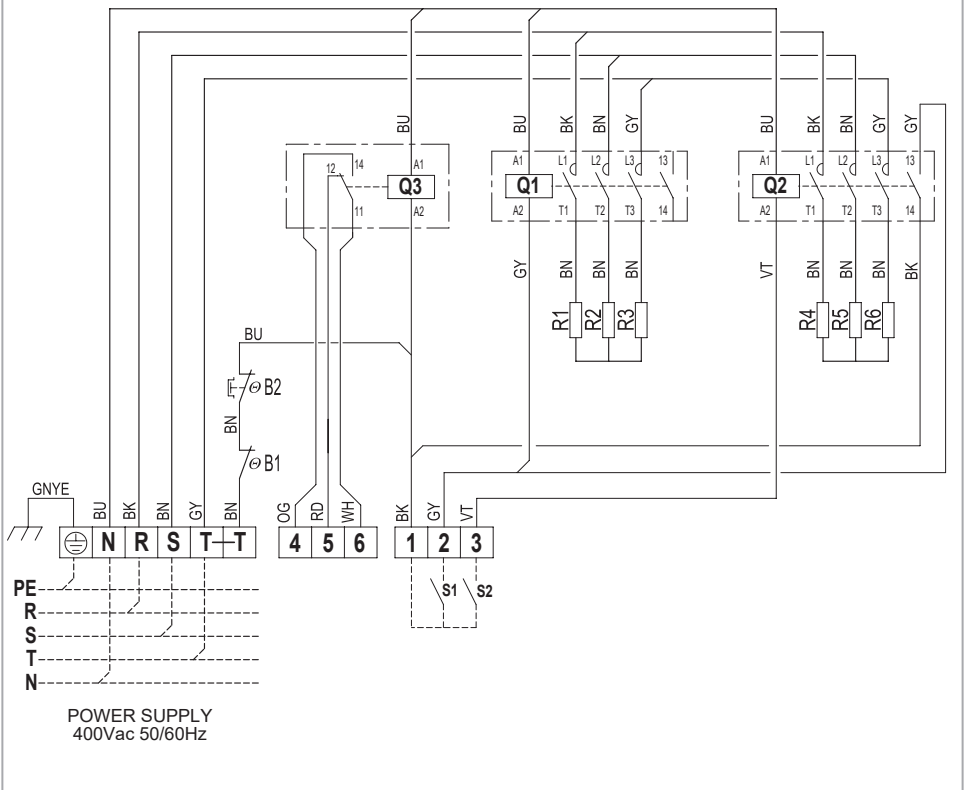 BU BU BK BN GY BU BK BN GY GY
12 14 A1 A1 L1 L2 L3 13 A1 L1 L2 L3 13
Q3 Q1 Q2
11 A2 A2 T1 T2 T3 14 A2 T1 T2 T3 14
GY BN BN BN VT BN BN BN BK
R1 R2 R3 R4 R5 R6
BU
Θ B2
BN
Θ B1
GNYE
BU BK BN GY BN OG RD WH BK GY VT
N R S T T 4 5 6 1 2 3
PE
S1 S2
R
S
T
N
POWER SUPPLY
400Vac 50/60Hz